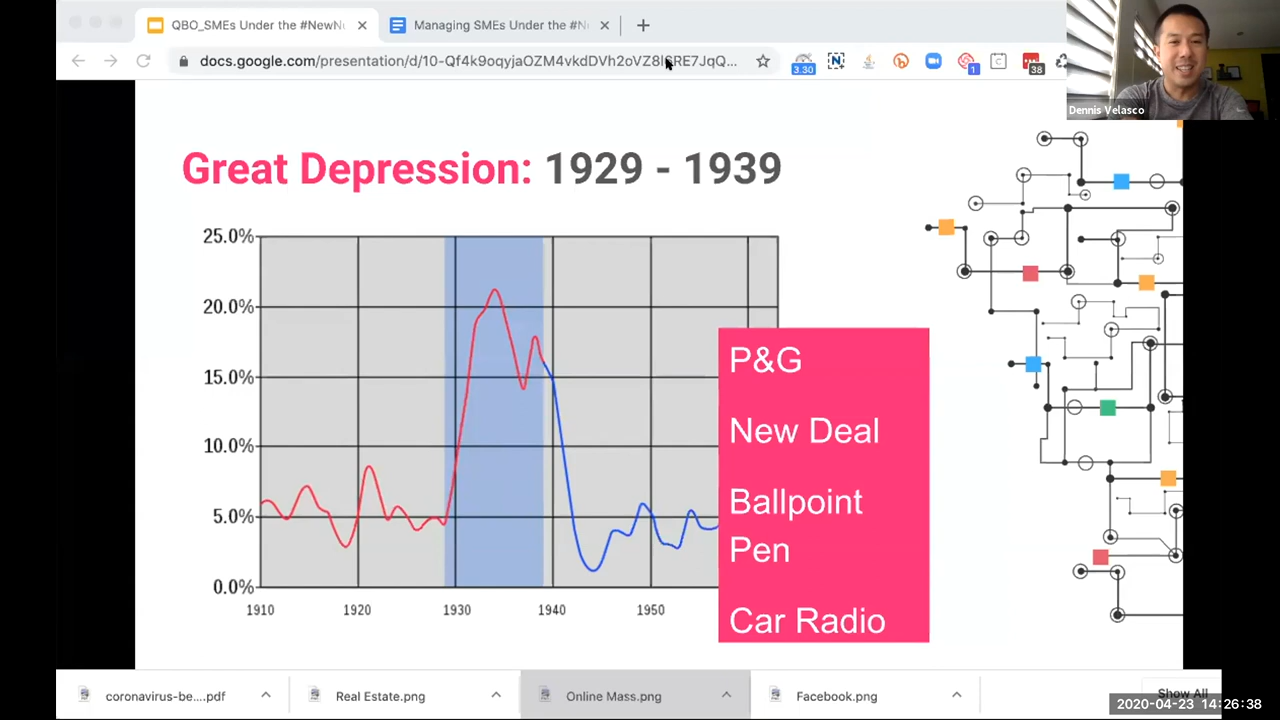 QBO_SMEs Under the #NewNu
Managing SMEs Under the #N
docs.google.com/presentation/d/10-Qf4k9oqyjaOZM4vkdDVh2oVZ8l RE7JqQ...
3.30
1
38
Dennis Velasco
Great Depression: 1929 - 1939
25.0%
20.0%
15.0%
10.0%
5.0%
0.0%
1910
1920
1930
1940
1950
P&G
New Deal
Ballpoint
Pen
Car Radio
coronavirus-be....pdf
Real Estate.png
Online Mass.png
Facebook.png
Show All
2020-04-23 14:26:38